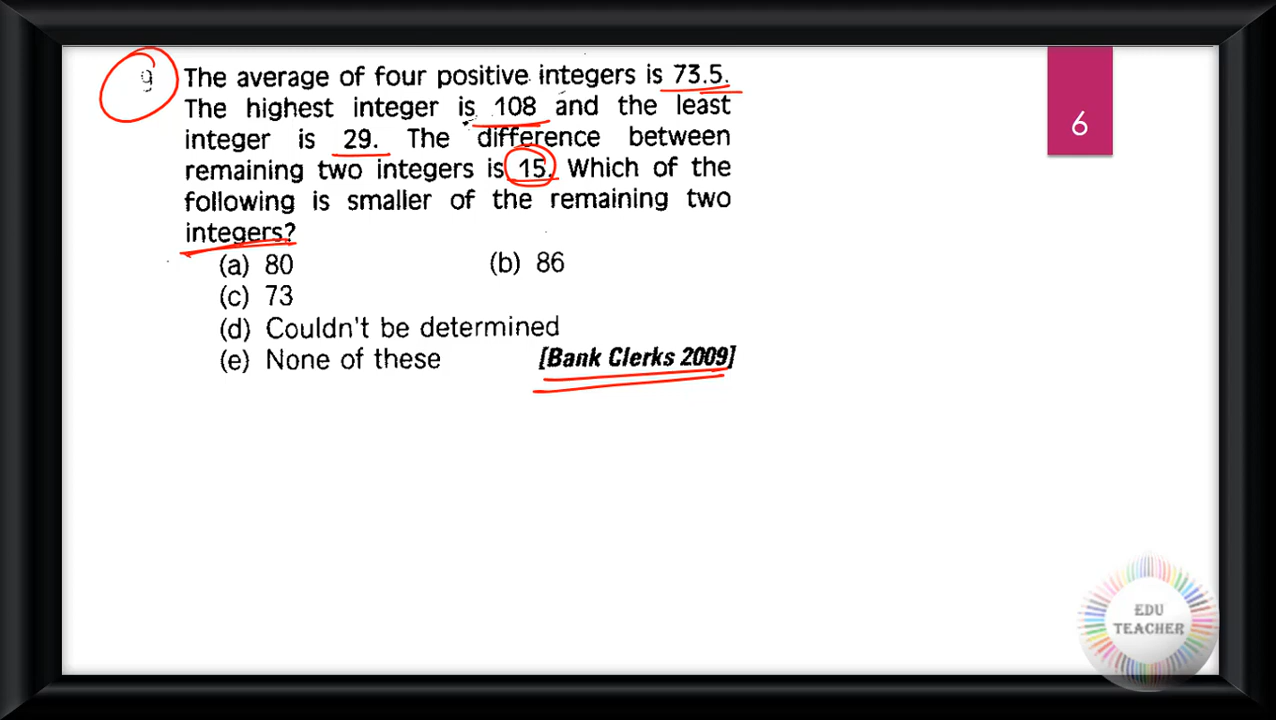 9 The average of four positive integers is 73.5.
The highest integer is 108 and the least
integer is 29. The difference between
remaining two integers is 15. Which of the
following is smaller of the remaining two
integers?
(a) 80 (b) 86
(c) 73
(d) Couldn't be determined
(e) None of these [Bank Clerks 2009]
6
EDU
TEACHER